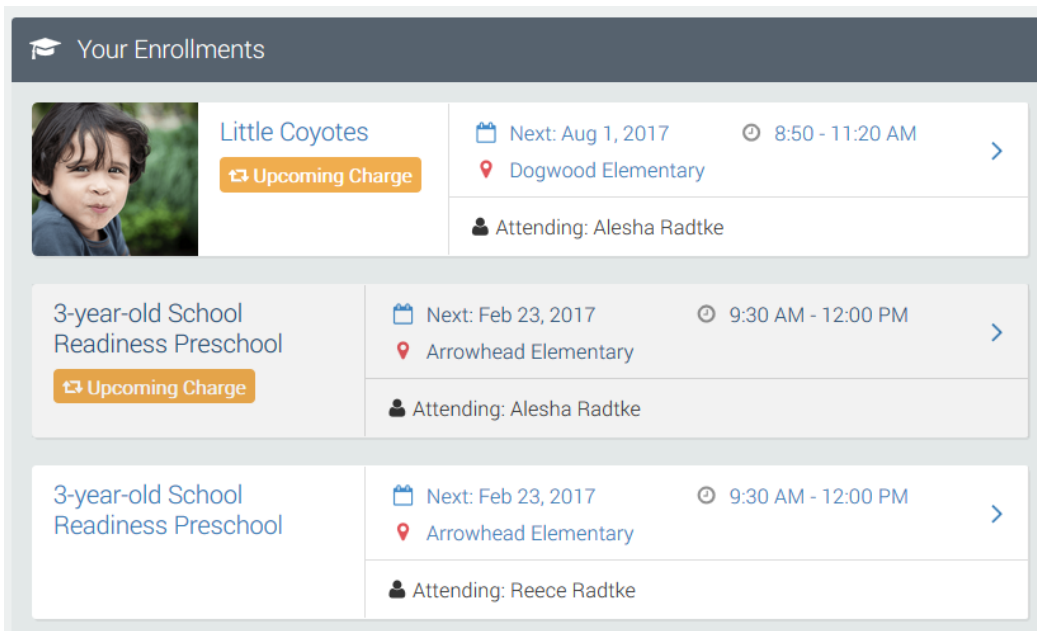 Your Enrollments
Little Coyotes
Upcoming Charge
Next: Aug 1, 2017
8:50 - 11:20 AM
Dogwood Elementary
Attending: Alesha Radtke
3-year-old School
Readiness Preschool
Upcoming Charge
Next: Feb 23, 2017
9:30 AM - 12:00 PM
Arrowhead Elementary
Attending: Alesha Radtke
3-year-old School
Readiness Preschool
Next: Feb 23, 2017
9:30 AM - 12:00 PM
Arrowhead Elementary
Attending: Reece Radtke